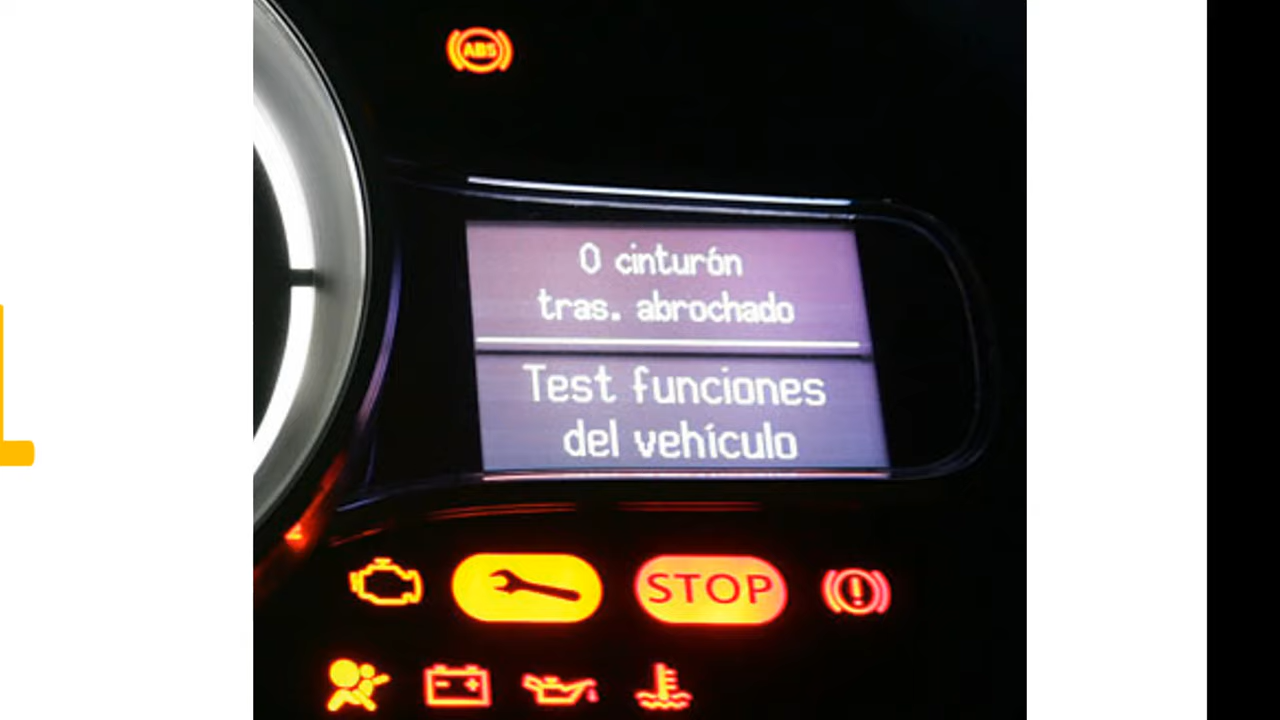 ABS
0 cinturón
tras. abrochado
Test funciones
del vehículo
STOP